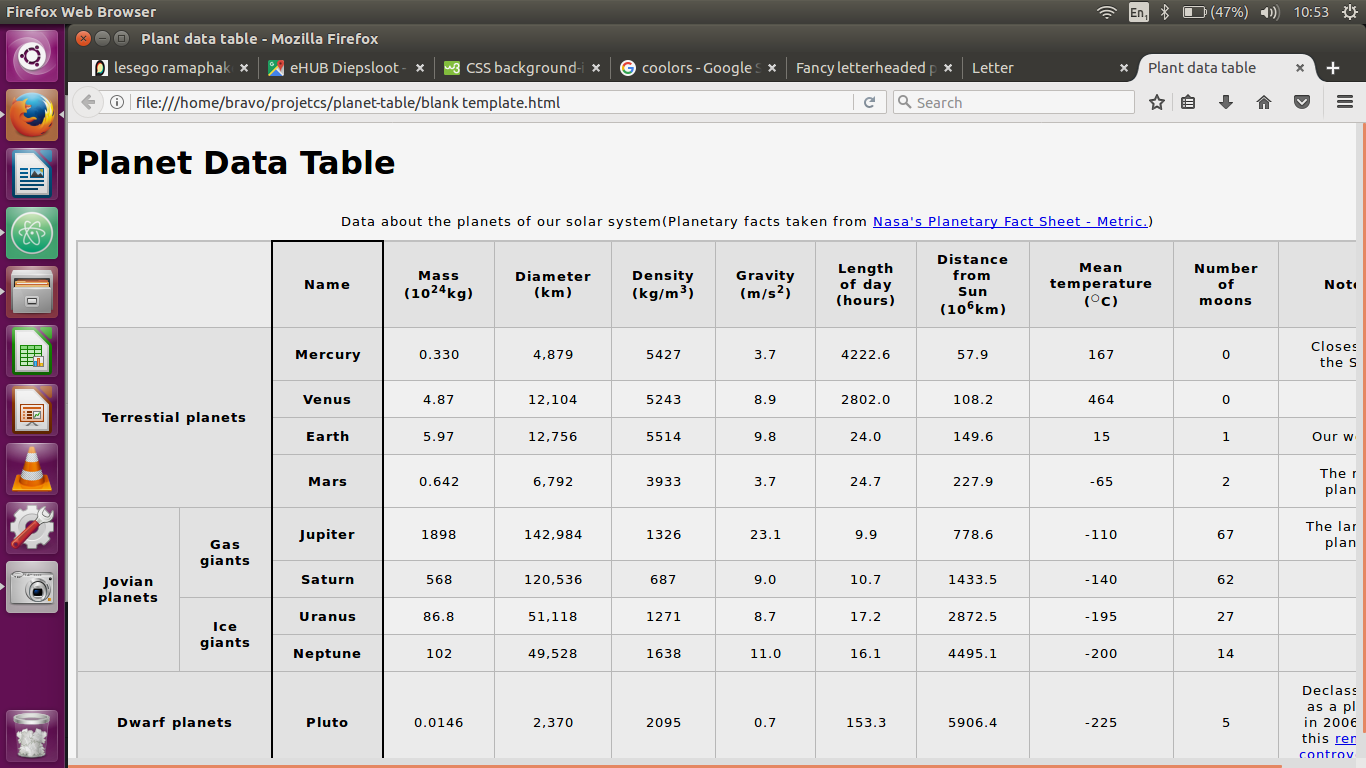 Firefox Web Browser
En1
(47%)
10:53
Plant data table - Mozilla Firefox
lesego ramaphak
eHUB Diepsloot -
CSS background-i
coolors - Google S
Fancy letterheaded p
Letter
Plant data table
file:///home/bravo/projetcs/planet-table/blank template.html
Search
Planet Data Table
Data about the planets of our solar system(Planetary facts taken from Nasa's Planetary Fact Sheet - Metric.)
Name
Mass
(10²⁴kg)
Diameter
(km)
Density
(kg/m³)
Gravity
(m/s²)
Length
of day
(hours)
Distance
from
Sun
(10⁶km)
Mean
temperature
(○C)
Number
of
moons
Note
Terrestial planets
Mercury 0.330 4,879 5427 3.7 4222.6 57.9 167 0
Closes
the S
Venus 4.87 12,104 5243 8.9 2802.0 108.2 464 0
Earth 5.97 12,756 5514 9.8 24.0 149.6 15 1 Our w
Mars 0.642 6,792 3933 3.7 24.7 227.9 -65 2
The r
plan
Jovian
planets
Gas
giants
Jupiter 1898 142,984 1326 23.1 9.9 778.6 -110 67
The lar
plan
Saturn 568 120,536 687 9.0 10.7 1433.5 -140 62
Ice
giants
Uranus 86.8 51,118 1271 8.7 17.2 2872.5 -195 27
Neptune 102 49,528 1638 11.0 16.1 4495.1 -200 14
Dwarf planets
Pluto 0.0146 2,370 2095 0.7 153.3 5906.4 -225 5
Declass
as a pl
in 2006
this rem
controv